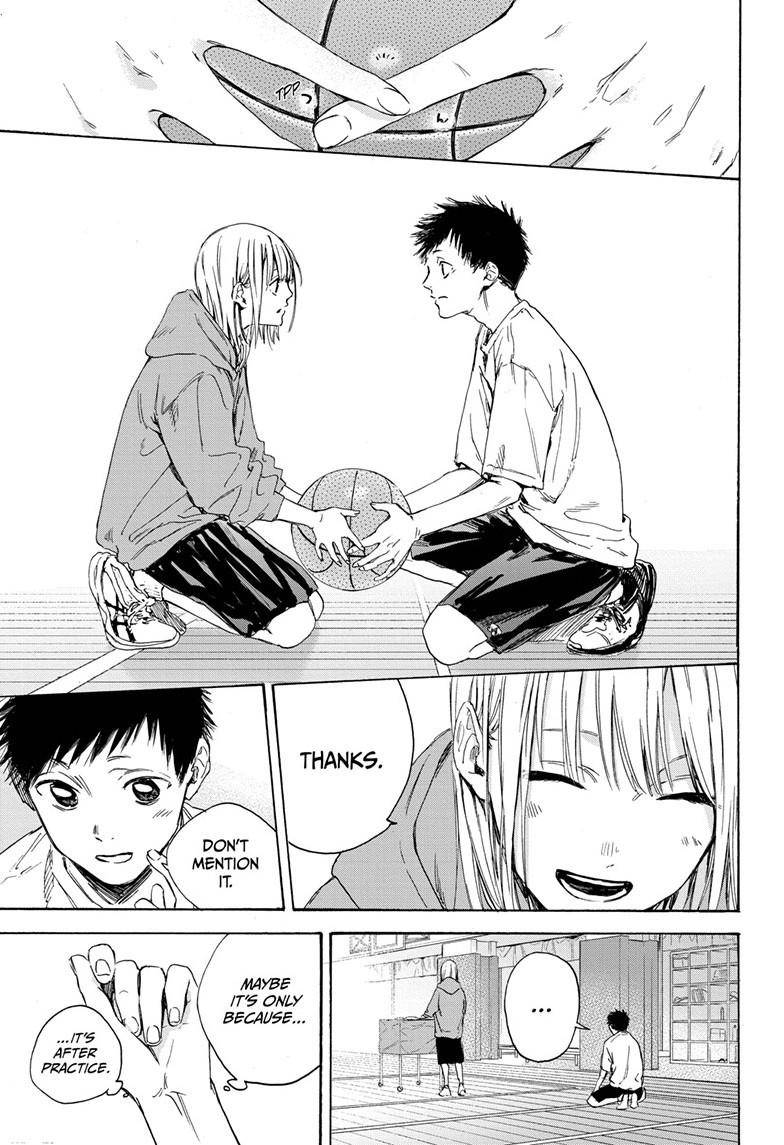 TPP
THANKS.
DON'T
MENTION
IT.
...
MAYBE
IT'S ONLY
BECAUSE...
...IT'S
AFTER
PRACTICE.